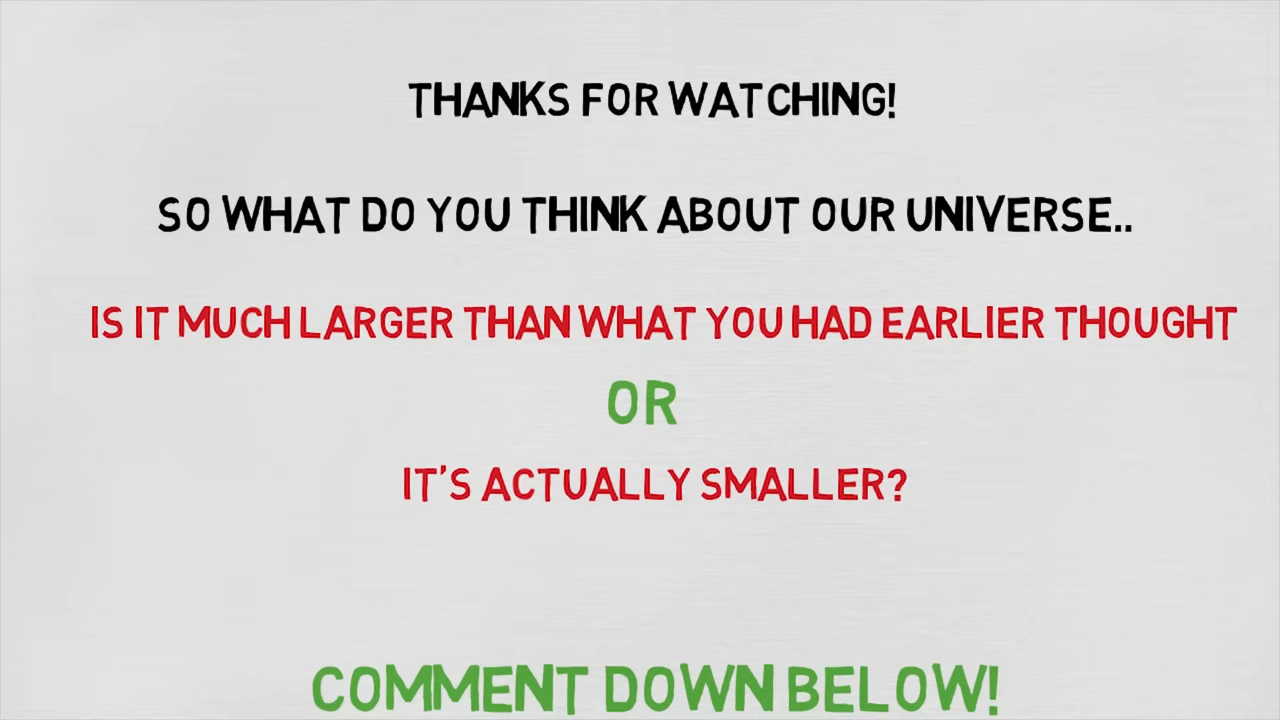 THANKS FOR WATCHING!
SO WHAT DO YOU THINK ABOUT OUR UNIVERSE..
IS IT MUCH LARGER THAN WHAT YOU HAD EARLIER THOUGHT
OR
IT'S ACTUALLY SMALLER?
COMMENT DOWN BELOW!